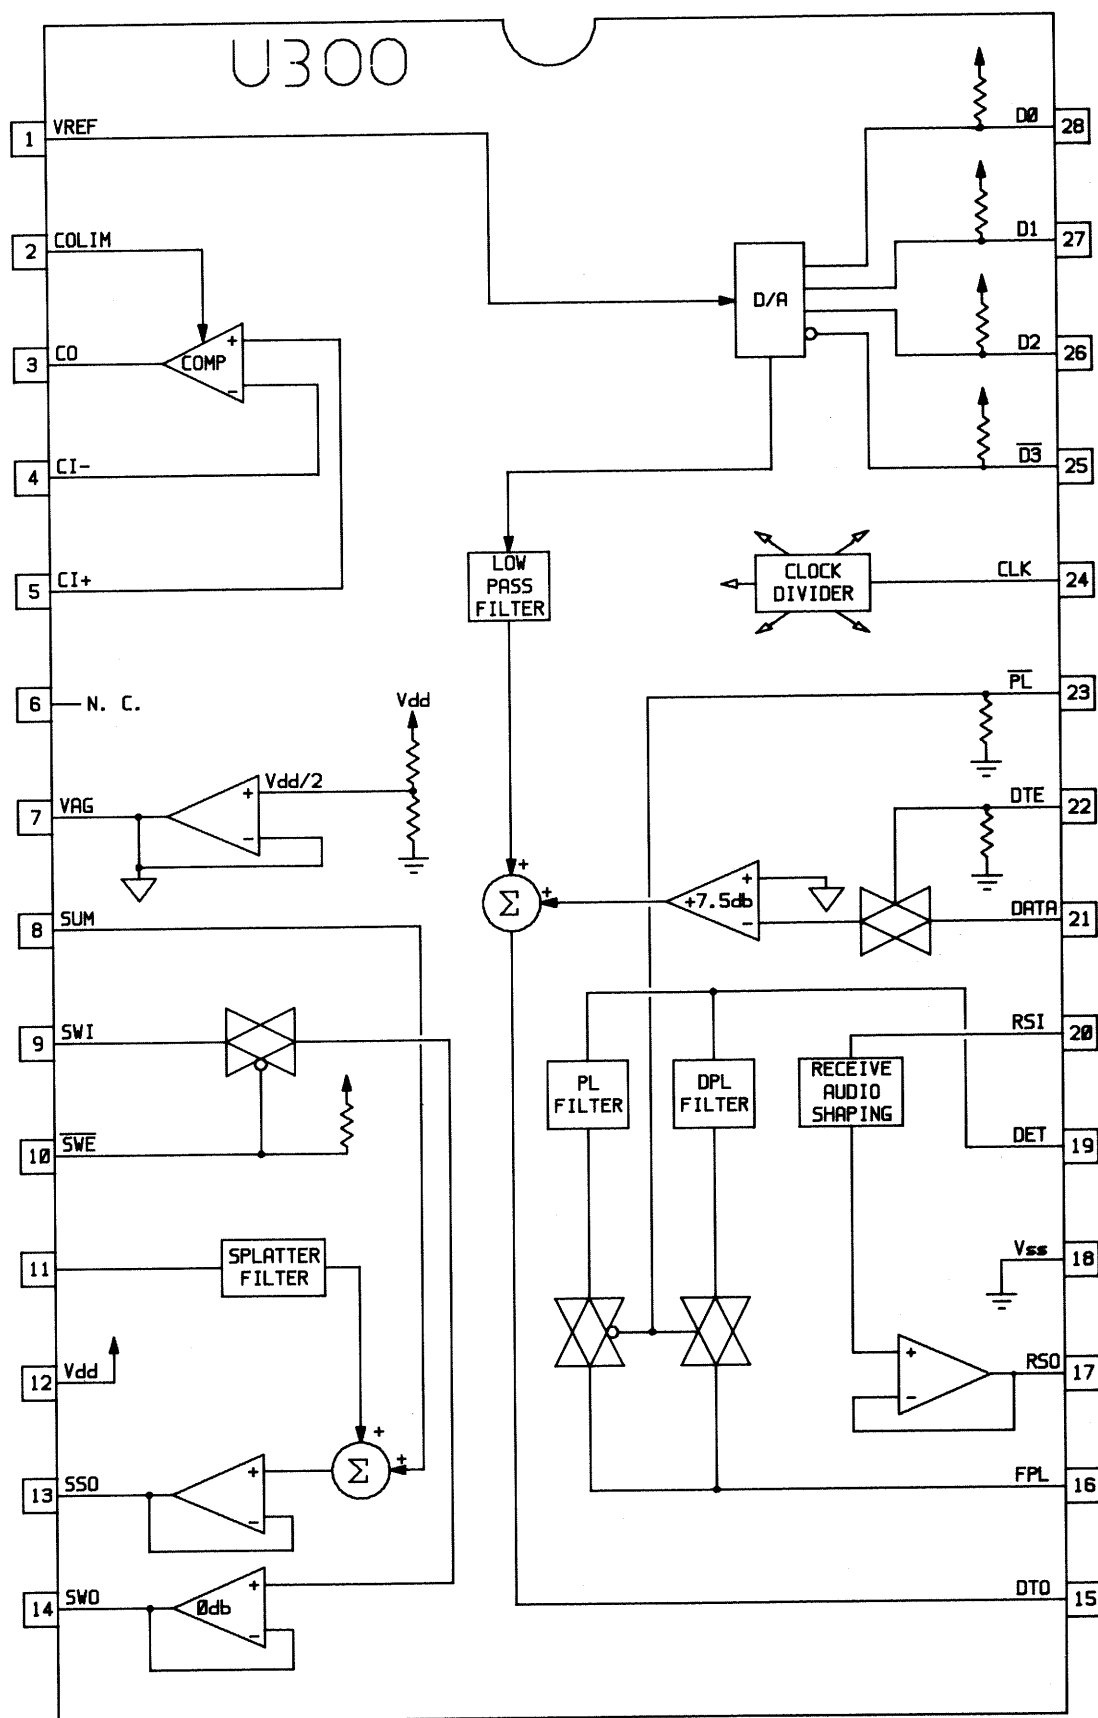 U300
1 VREF
2 COLIM
3 CO
4 CI-
5 CI+
6 N. C.
7 VAG
8 SUM
9 SWI
10 SWE
11
12 Vdd
13 SSO
14 SWO
COMP
+
-
Vdd
Vdd/2
+
-
SPLATTER
FILTER
+
+
Σ
+
-
0db
+
-
D/A
LOW
PASS
FILTER
CLOCK
DIVIDER
+
+
Σ
+7.5db
+
-
PL
FILTER
DPL
FILTER
RECEIVE
AUDIO
SHAPING
+
-
D0 28
D1 27
D2 26
D3 25
CLK 24
PL 23
DTE 22
DATA 21
RSI 20
DET 19
Vss 18
RSO 17
FPL 16
DTO 15